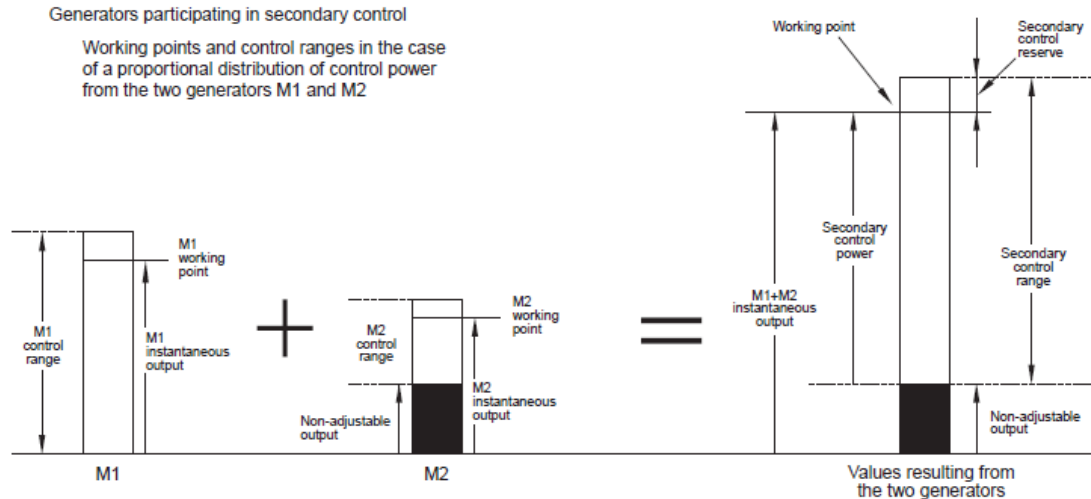 Generators participating in secondary control
Working points and control ranges in the case
of a proportional distribution of control power
from the two generators M1 and M2
Working point
Secondary
control
reserve
M1
working
point
M1
control
range
M1
instantaneous
output
M2
working point
M2
control
range
M2
instantaneous
output
Non-adjustable
output
Secondary
control
power
M1+M2
instantaneous
output
Secondary
control
range
Non-adjustable
output
M1
M2
Values resulting from
the two generators